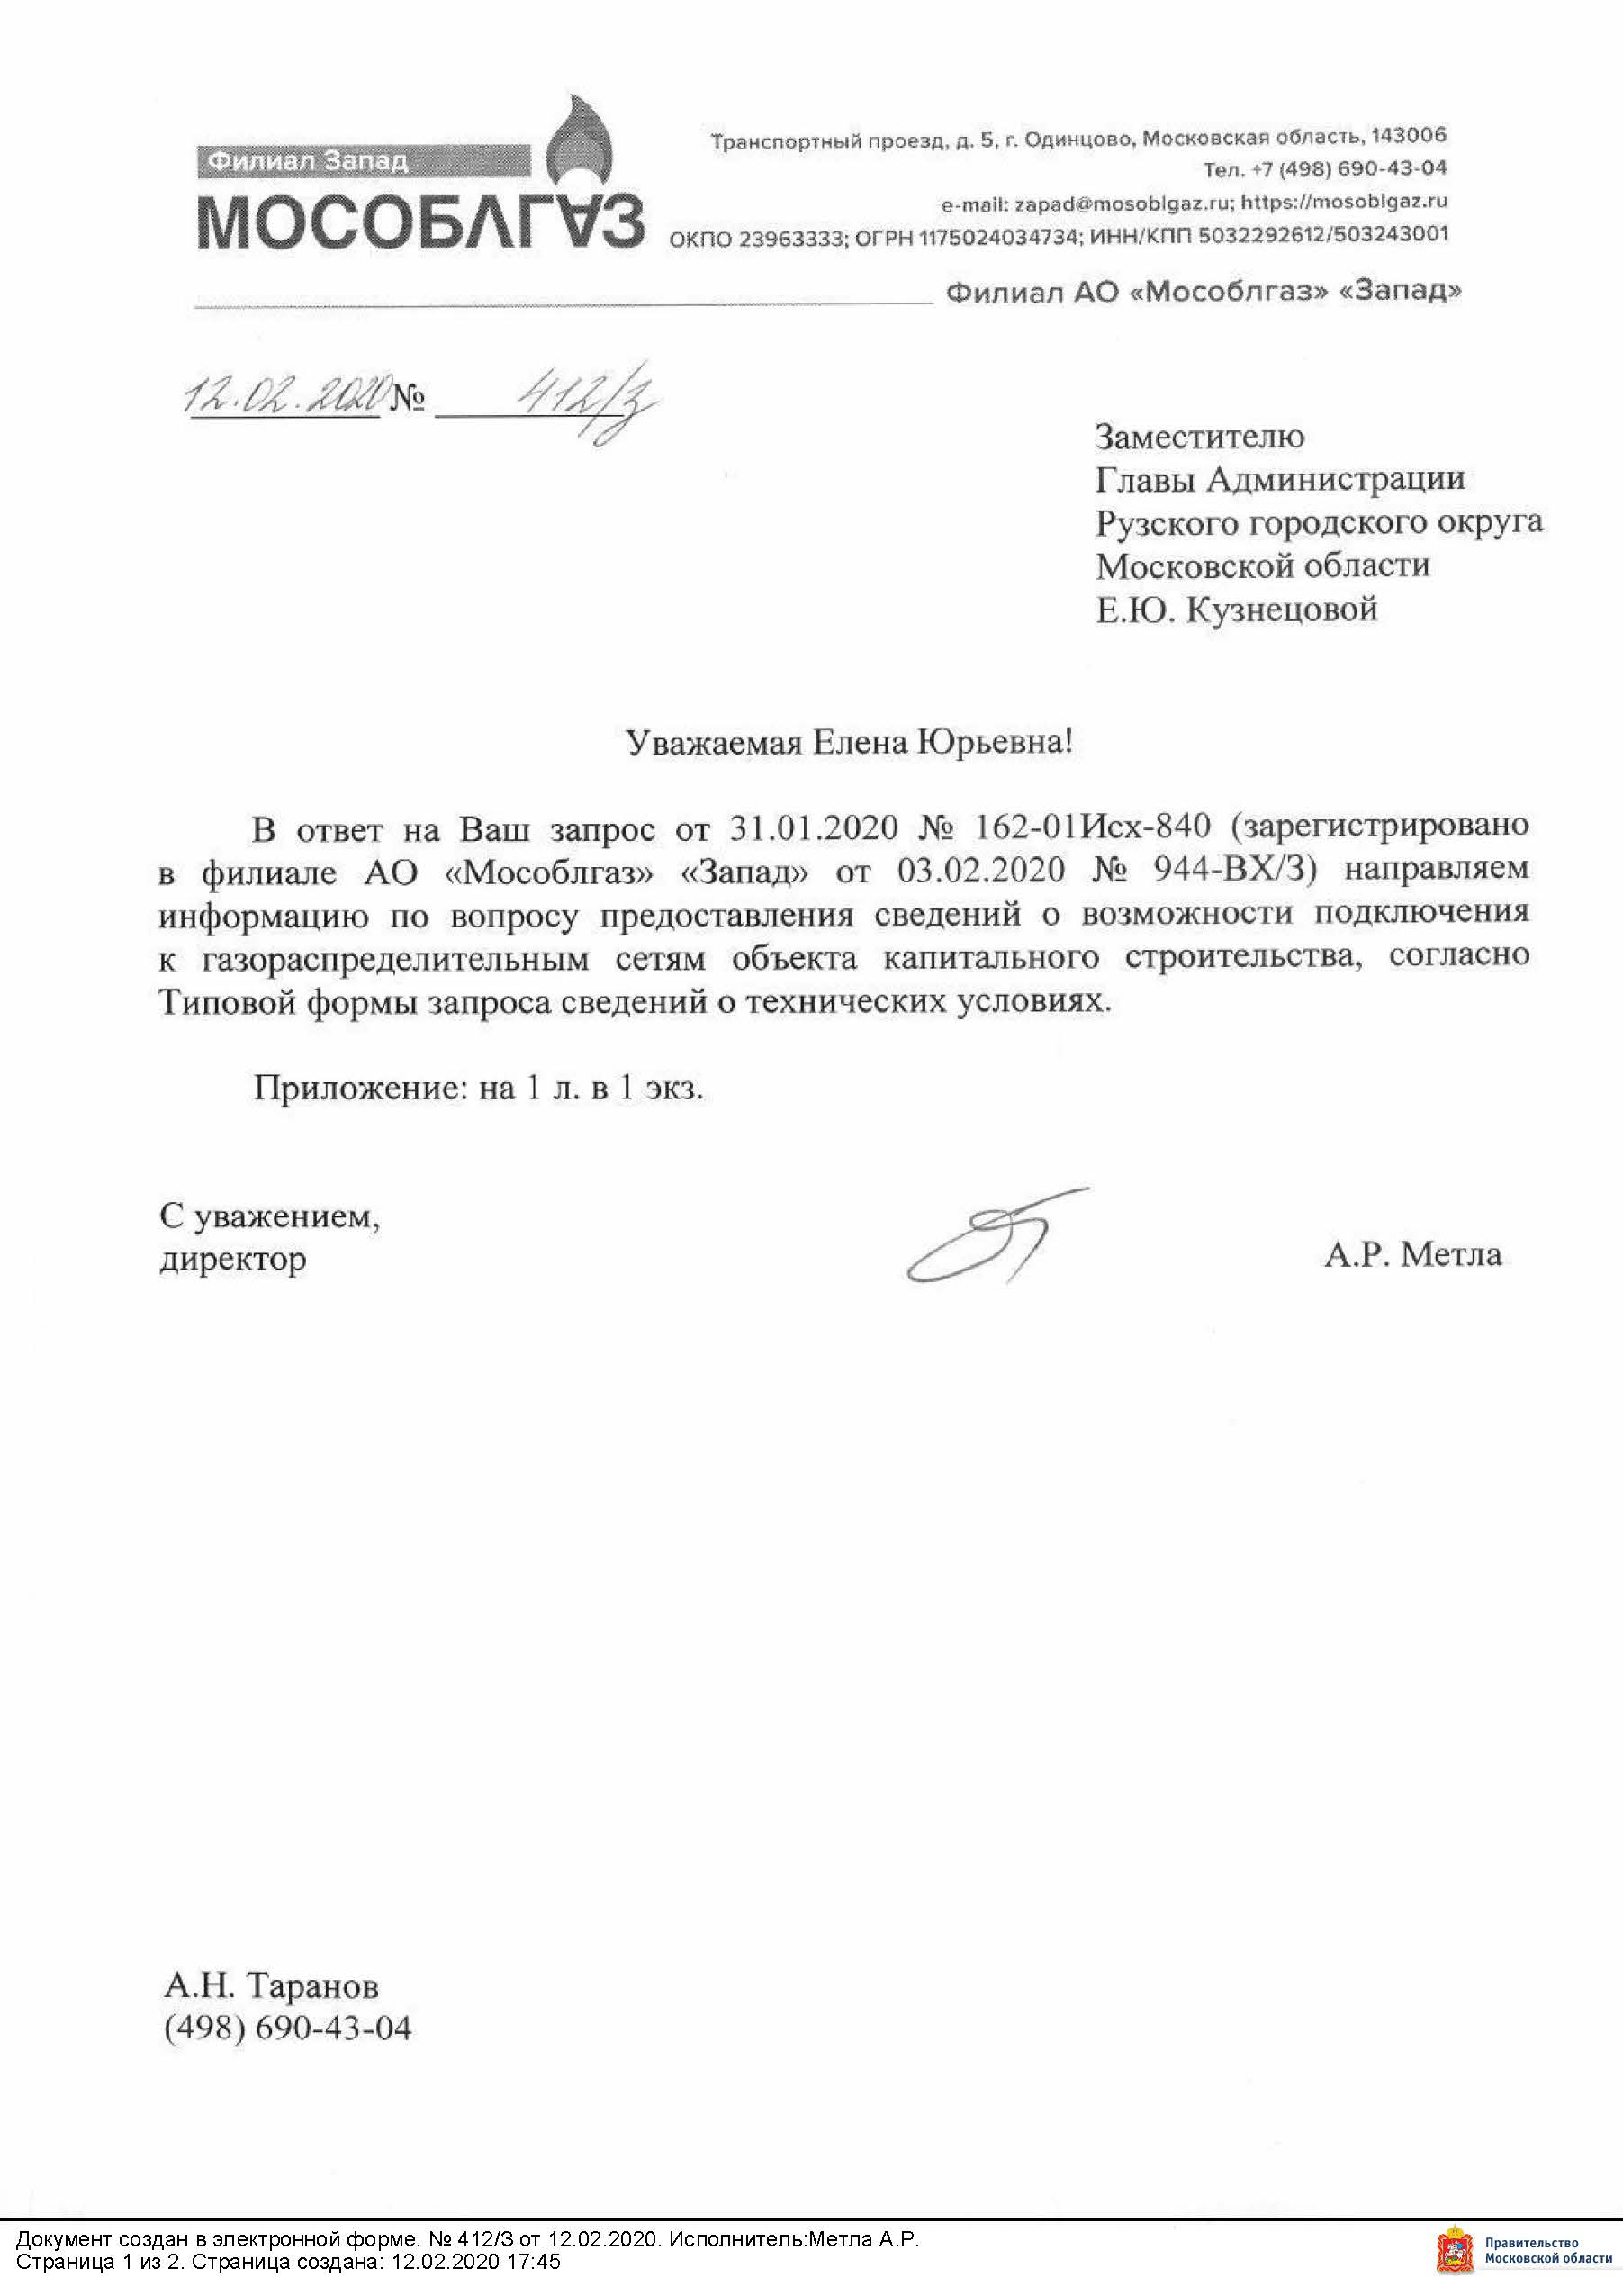 Филиал Запад
МОСОБЛГАЗ
Транспортный проезд, д. 5, г. Одинцово, Московская область, 143006
Тел. +7 (498) 690-43-04
e-mail: zapad@mosoblgaz.ru; https://mosoblgaz.ru
ОКПО 23963333; ОГРН 1175024034734; ИНН/КПП 5032292612/503243001
Филиал АО «Мособлгаз» «Запад»
12.02.2020 № 412/З
Заместителю
Главы Администрации
Рузского городского округа
Московской области
Е.Ю. Кузнецовой
Уважаемая Елена Юрьевна!
В ответ на Ваш запрос от 31.01.2020 № 162-01Исх-840 (зарегистрировано
в филиале АО «Мособлгаз» «Запад» от 03.02.2020 № 944-ВХ/З) направляем
информацию по вопросу предоставления сведений о возможности подключения
к газораспределительным сетям объекта капитального строительства, согласно
Типовой формы запроса сведений о технических условиях.
Приложение: на 1 л. в 1 экз.
С уважением,
директор
А.Р. Метла
А.Н. Таранов
(498) 690-43-04
Документ создан в электронной форме. № 412/З от 12.02.2020. Исполнитель:Метла А.Р.
Страница 1 из 2. Страница создана: 12.02.2020 17:45
Правительство
Московской области